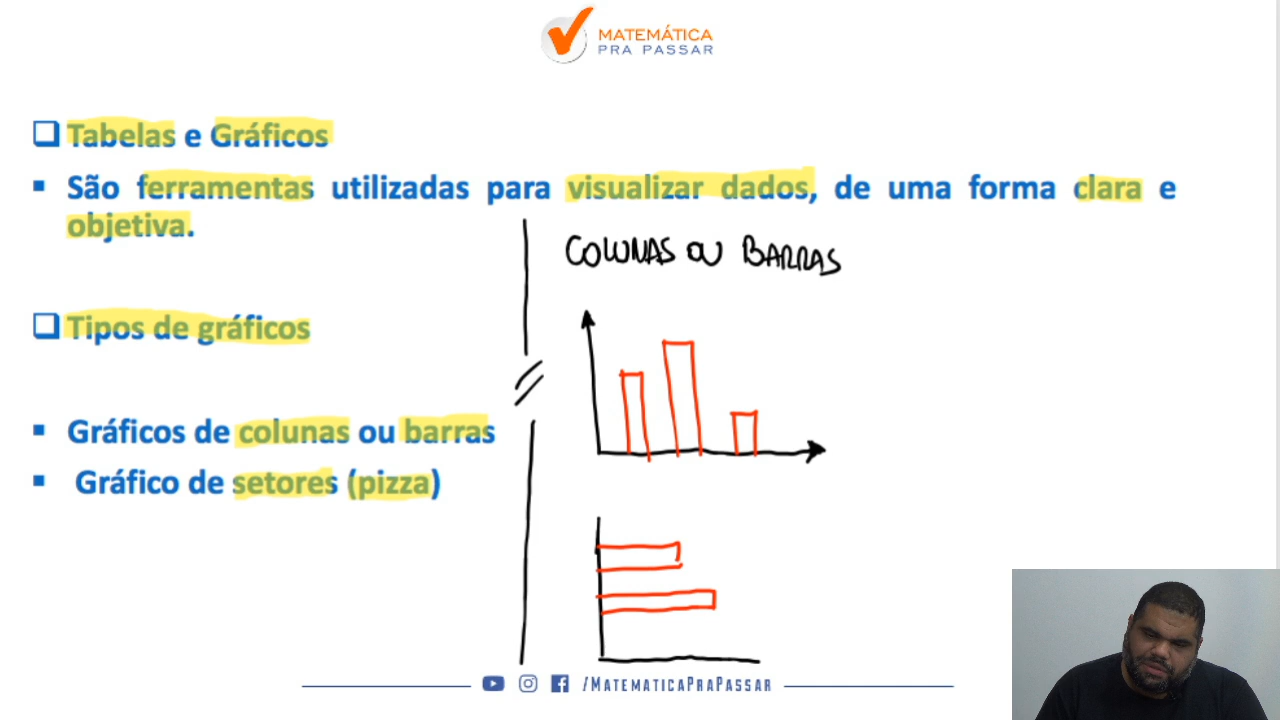 MATEMÁTICA
PRA PASSAR
Tabelas e Gráficos
São ferramentas utilizadas para visualizar dados, de uma forma clara e
objetiva.
COLUNAS OU BARRAS
Tipos de gráficos
Gráficos de colunas ou barras
Gráfico de setores (pizza)
/MATEMATICAPRAPASSAR